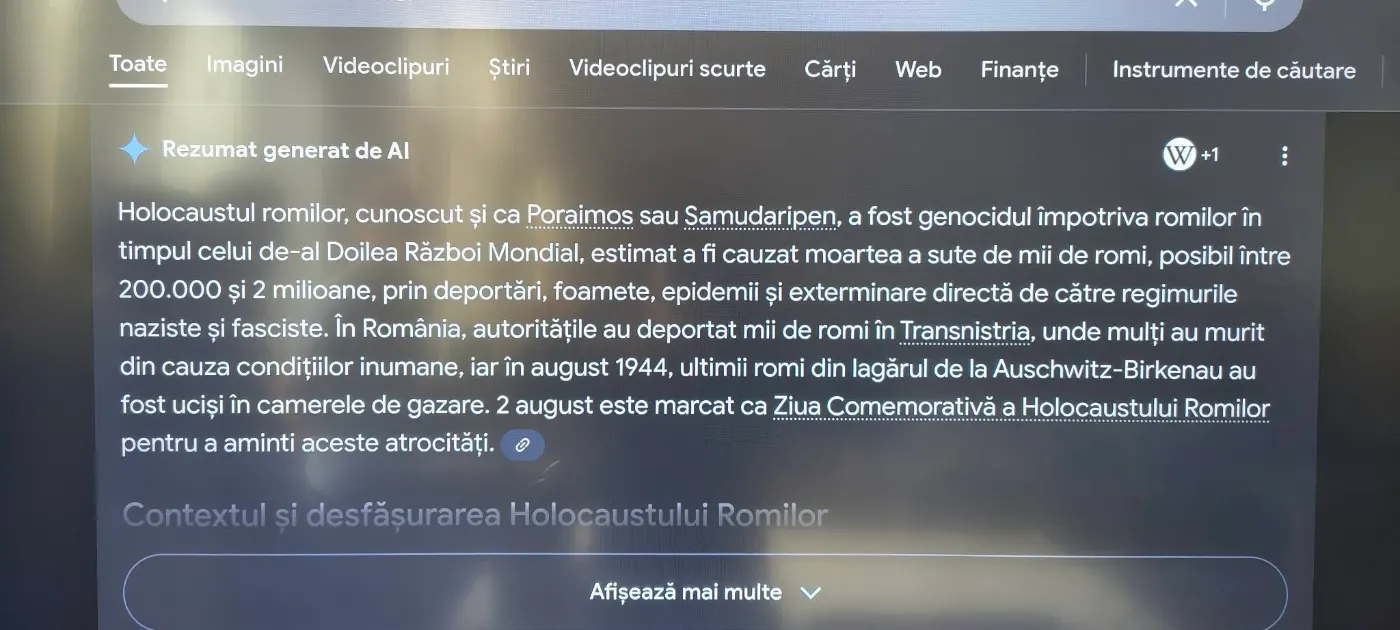 Toate Imagini Videoclipuri Știri Videoclipuri scurte Cărți Web Finanțe Instrumente de căutare
Rezumat generat de AI
W +1
Holocaustul romilor, cunoscut și ca Poraimos sau Samudaripen, a fost genocidul împotriva romilor în
timpul celui de-al Doilea Război Mondial, estimat a fi cauzat moartea a sute de mii de romi, posibil între
200.000 și 2 milioane, prin deportări, foamete, epidemii și exterminare directă de către regimurile
naziste și fasciste. În România, autoritățile au deportat mii de romi în Transnistria, unde mulți au murit
din cauza condițiilor inumane, iar în august 1944, ultimii romi din lagărul de la Auschwitz-Birkenau au
fost uciși în camerele de gazare. 2 august este marcat ca Ziua Comemorativă a Holocaustului Romilor
pentru a aminti aceste atrocități.
Contextul și desfășurarea Holocaustului Romilor
Afișează mai multe